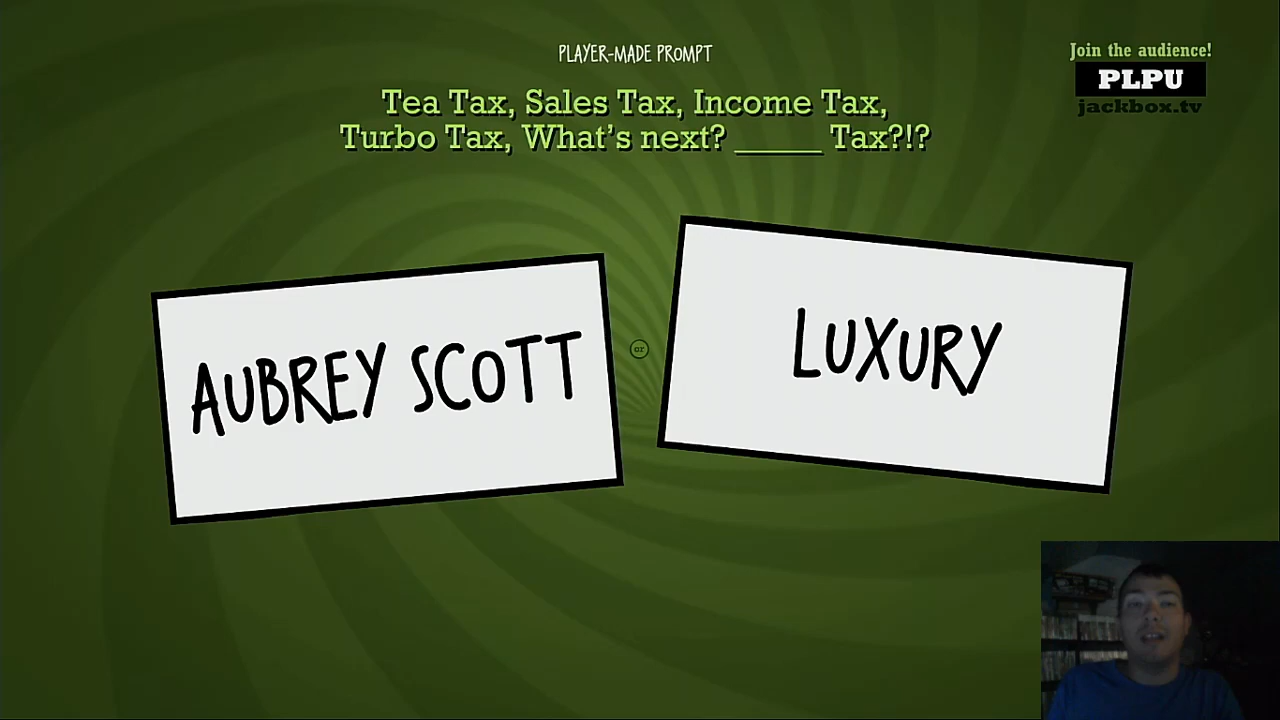 PLAYER-MADE PROMPT
Join the audience!
PLPU
jackbox.tv
Tea Tax, Sales Tax, Income Tax,
Turbo Tax, What's next? _____ Tax?!?
AUBREY SCOTT
or
LUXURY